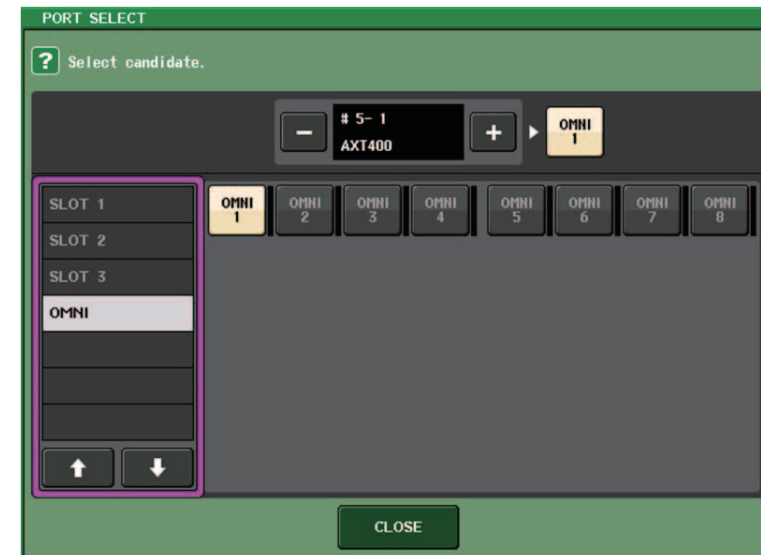 PORT SELECT
? Select candidate.
# 5- 1
AXT400
− +
OMNI 1
SLOT 1
SLOT 2
SLOT 3
OMNI
OMNI 1
OMNI 2
OMNI 3
OMNI 4
OMNI 5
OMNI 6
OMNI 7
OMNI 8
CLOSE